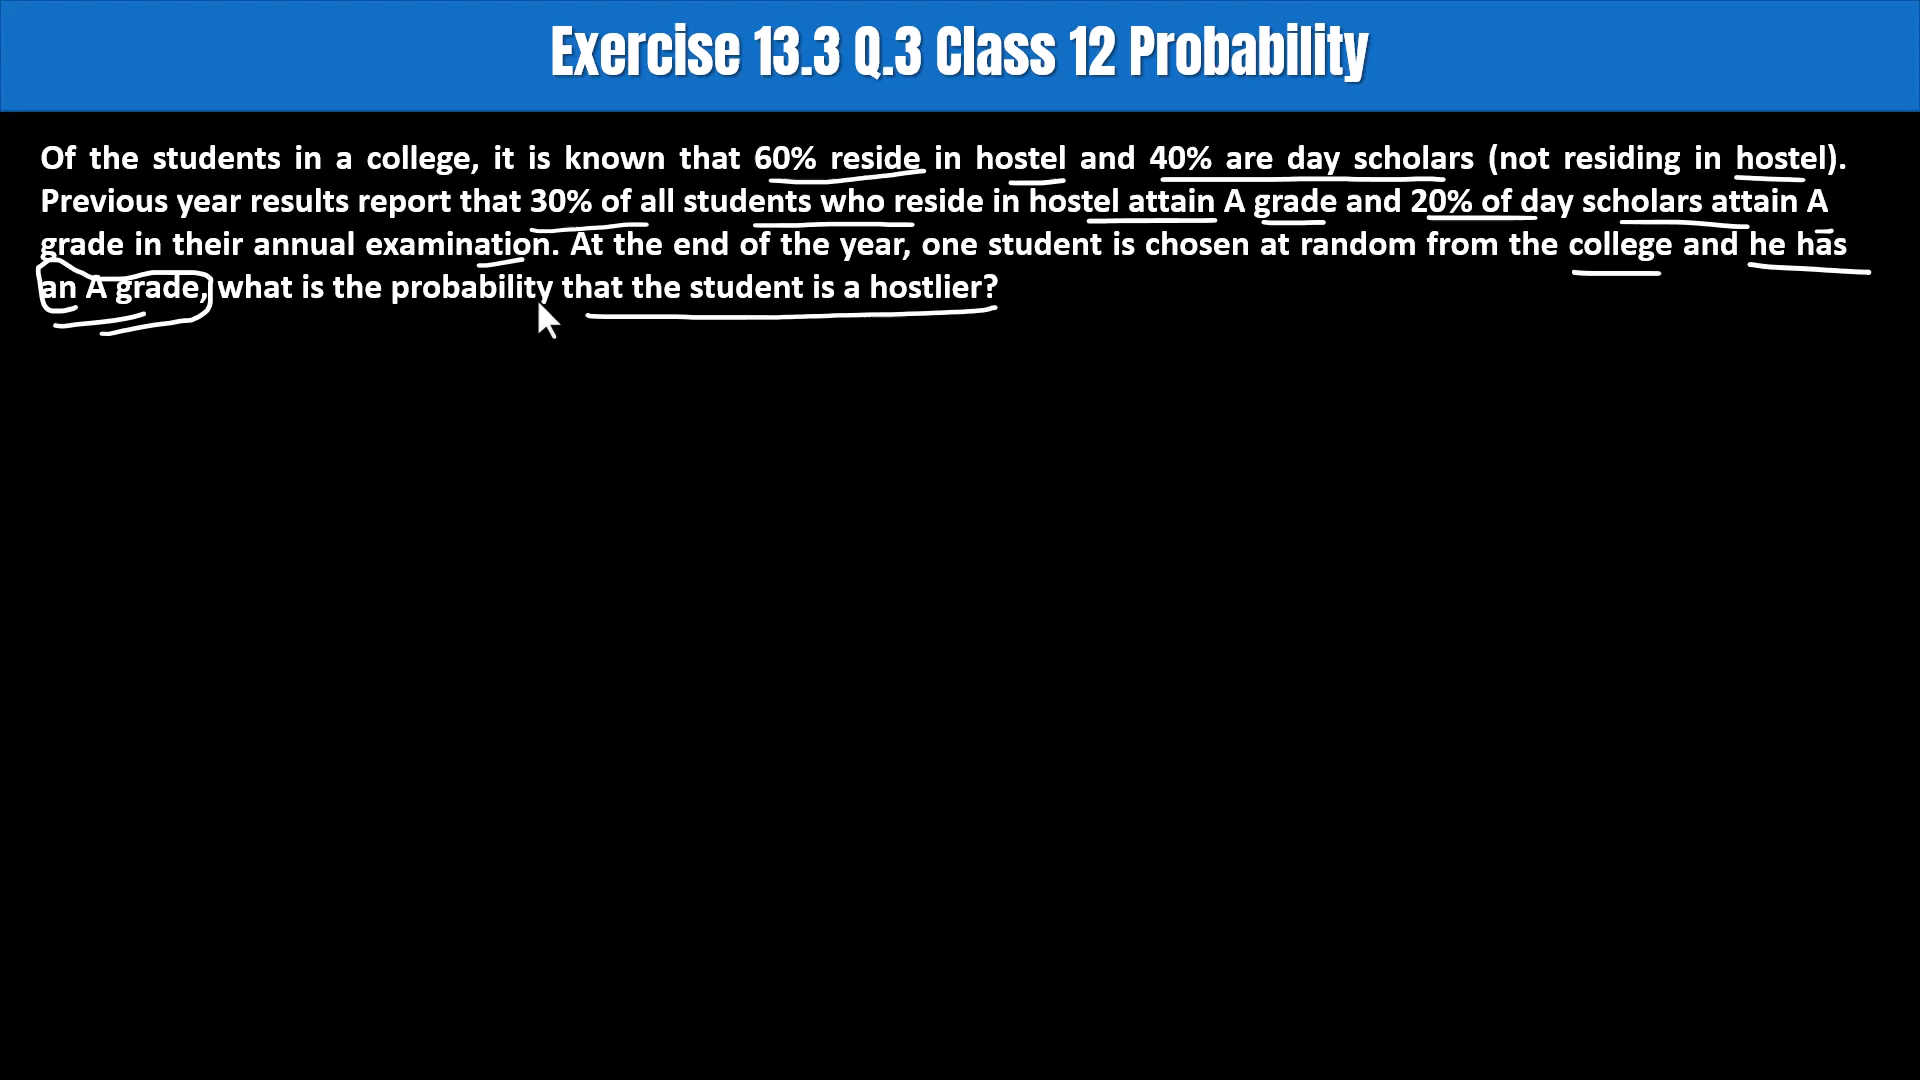 Exercise 13.3 Q.3 Class 12 Probability
Of the students in a college, it is known that 60% reside in hostel and 40% are day scholars (not residing in hostel).
Previous year results report that 30% of all students who reside in hostel attain A grade and 20% of day scholars attain A
grade in their annual examination. At the end of the year, one student is chosen at random from the college and he has
an A grade, what is the probability that the student is a hostlier?